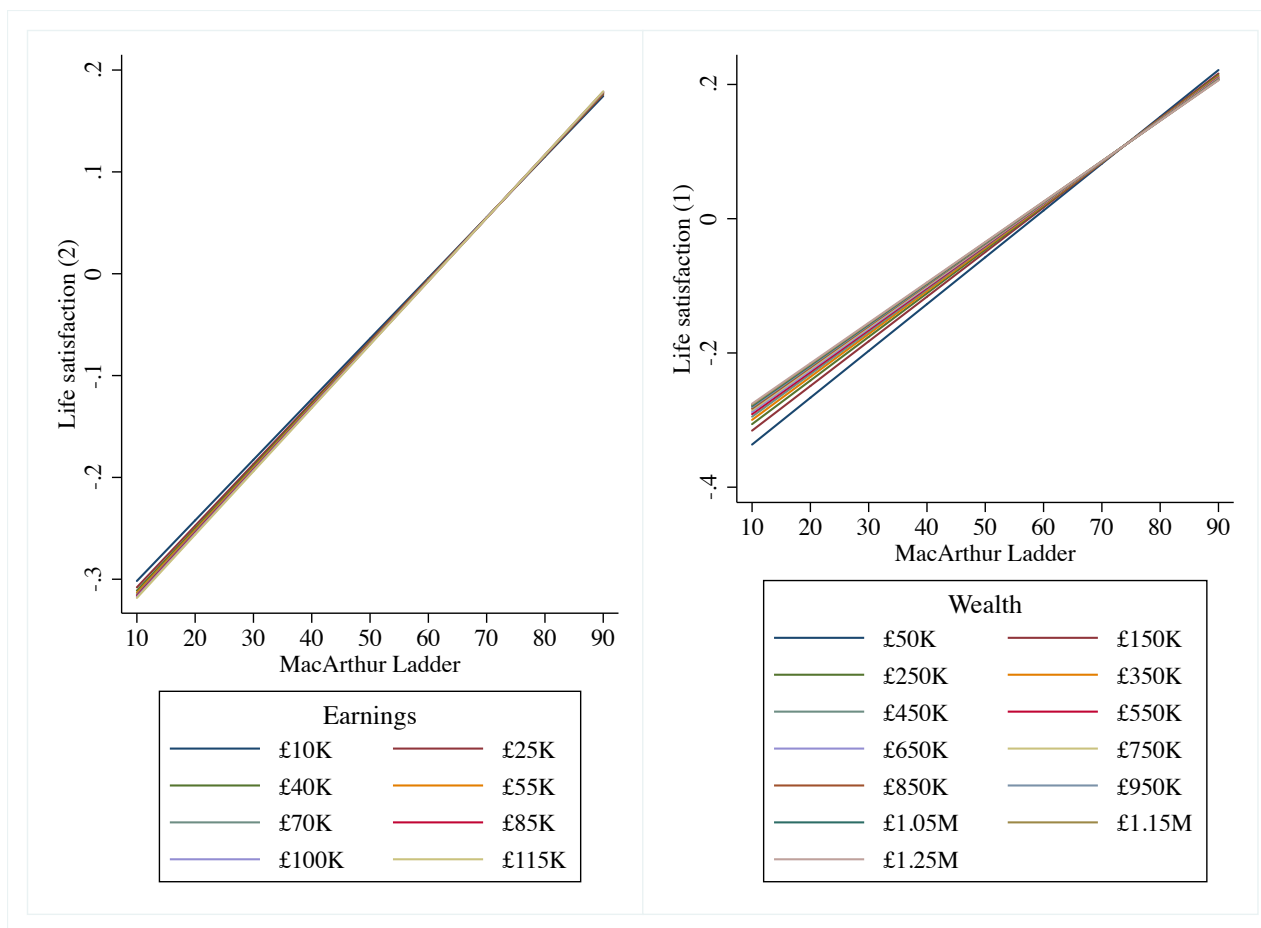 .2
.1
0
-.1
-.2
-.3
Life satisfaction (2)
10 20 30 40 50 60 70 80 90
MacArthur Ladder
Earnings
£10K £25K
£40K £55K
£70K £85K
£100K £115K
.2
0
-.2
-.4
Life satisfaction (1)
10 20 30 40 50 60 70 80 90
MacArthur Ladder
Wealth
£50K £150K
£250K £350K
£450K £550K
£650K £750K
£850K £950K
£1.05M £1.15M
£1.25M